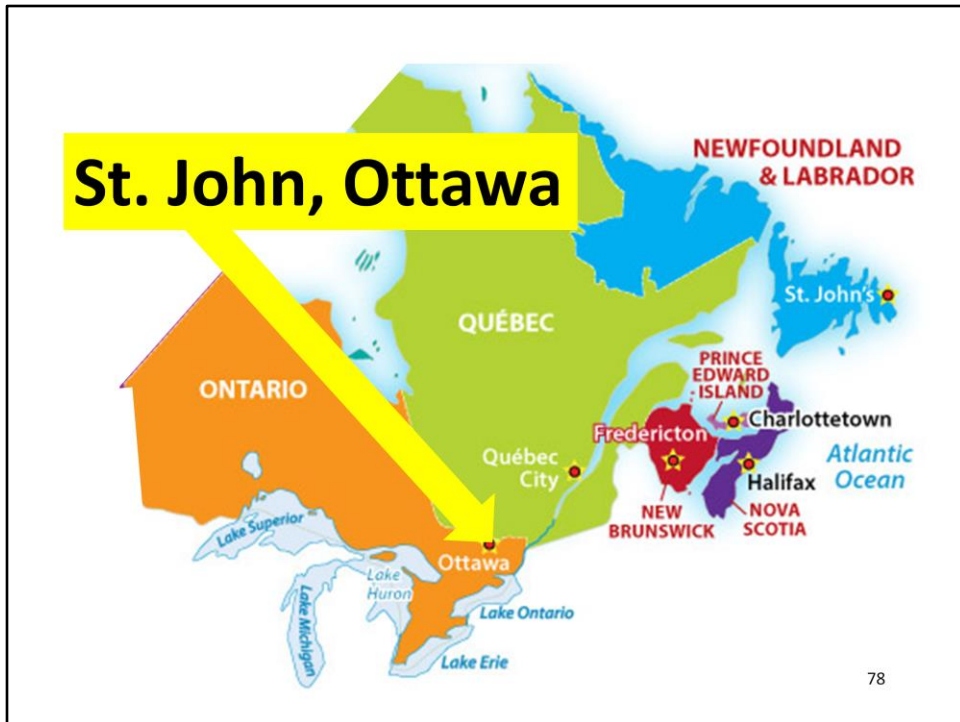 St. John, Ottawa
NEWFOUNDLAND
& LABRADOR
St. John's
QUÉBEC
ONTARIO
PRINCE
EDWARD
ISLAND
Charlottetown
Fredericton
Québec
City
Atlantic
Ocean
Halifax
NEW
BRUNSWICK
NOVA
SCOTIA
Lake Superior
Ottawa
Lake
Huron
Lake Michigan
Lake Ontario
Lake Erie
78